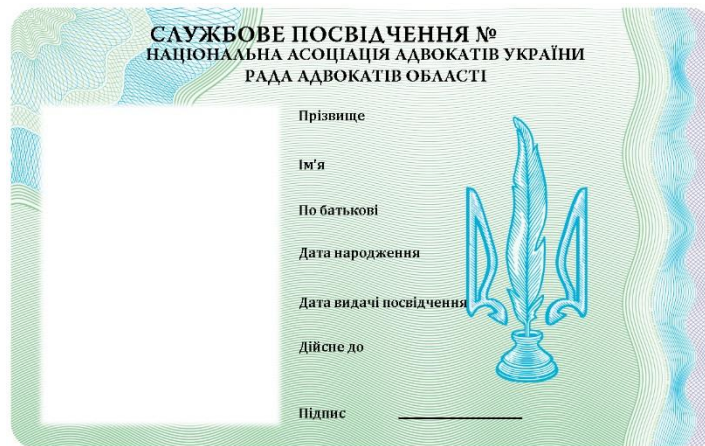 СЛУЖБОВЕ ПОСВІДЧЕННЯ №
НАЦІОНАЛЬНА АСОЦІАЦІЯ АДВОКАТІВ УКРАЇНИ
РАДА АДВОКАТІВ ОБЛАСТІ
Прізвище
Ім'я
По батькові
Дата народження
Дата видачі посвідчення
Дійсне до
Підпис